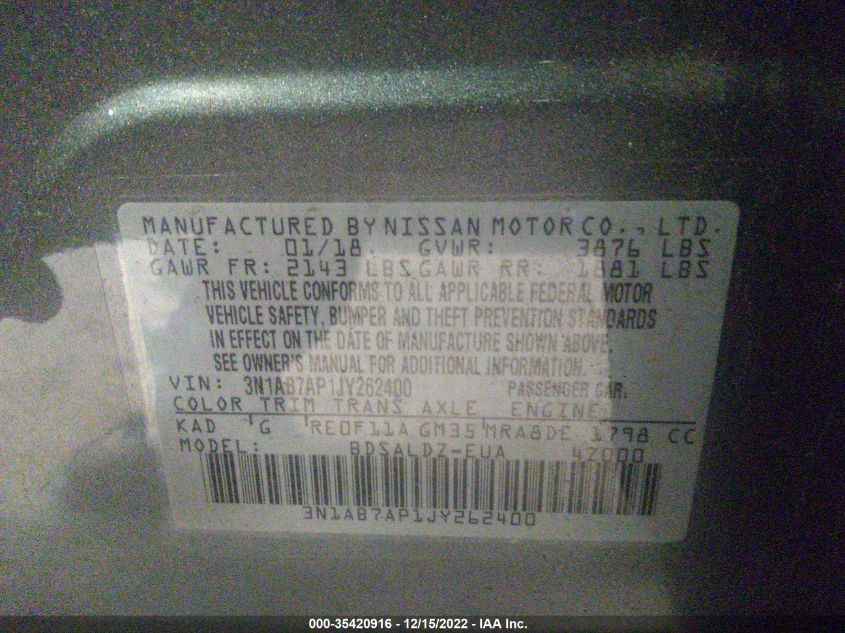 MANUFACTURED BY NISSAN MOTOR CO., LTD.
DATE: 01/18. GVWR: 3876 LBS
GAWR FR: 2143 LBS GAWR RR: 1881 LBS
THIS VEHICLE CONFORMS TO ALL APPLICABLE FEDERAL MOTOR
VEHICLE SAFETY, BUMPER AND THEFT PREVENTION STANDARDS
IN EFFECT ON THE DATE OF MANUFACTURE SHOWN ABOVE.
SEE OWNER'S MANUAL FOR ADDITIONAL INFORMATION.
VIN: 3N1AB7AP1JY262400 PASSENGER CAR.
COLOR TRIM TRANS AXLE ENGINE
KAD G RE0F11A GM35 MRA8DE 1798 CC
MODEL: BDSALDZ-EUA 4Z000
3N1AB7AP1JY262400
000-35420916 - 12/15/2022 - IAA Inc.